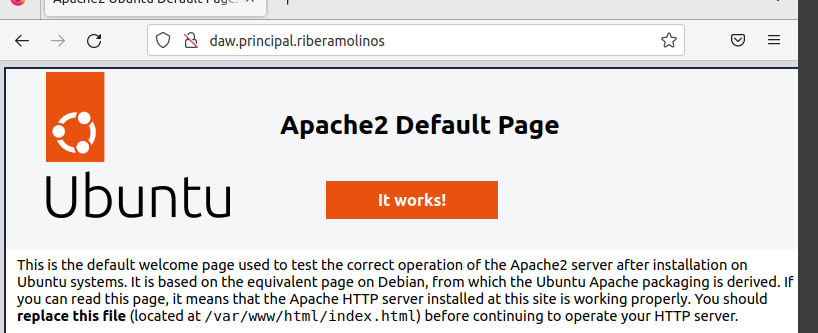 Apache2 Ubuntu Default Page
daw.principal.riberamolinos
Apache2 Default Page
Ubuntu
It works!
This is the default welcome page used to test the correct operation of the Apache2 server after installation on
Ubuntu systems. It is based on the equivalent page on Debian, from which the Ubuntu Apache packaging is derived. If
you can read this page, it means that the Apache HTTP server installed at this site is working properly. You should
replace this file (located at /var/www/html/index.html) before continuing to operate your HTTP server.